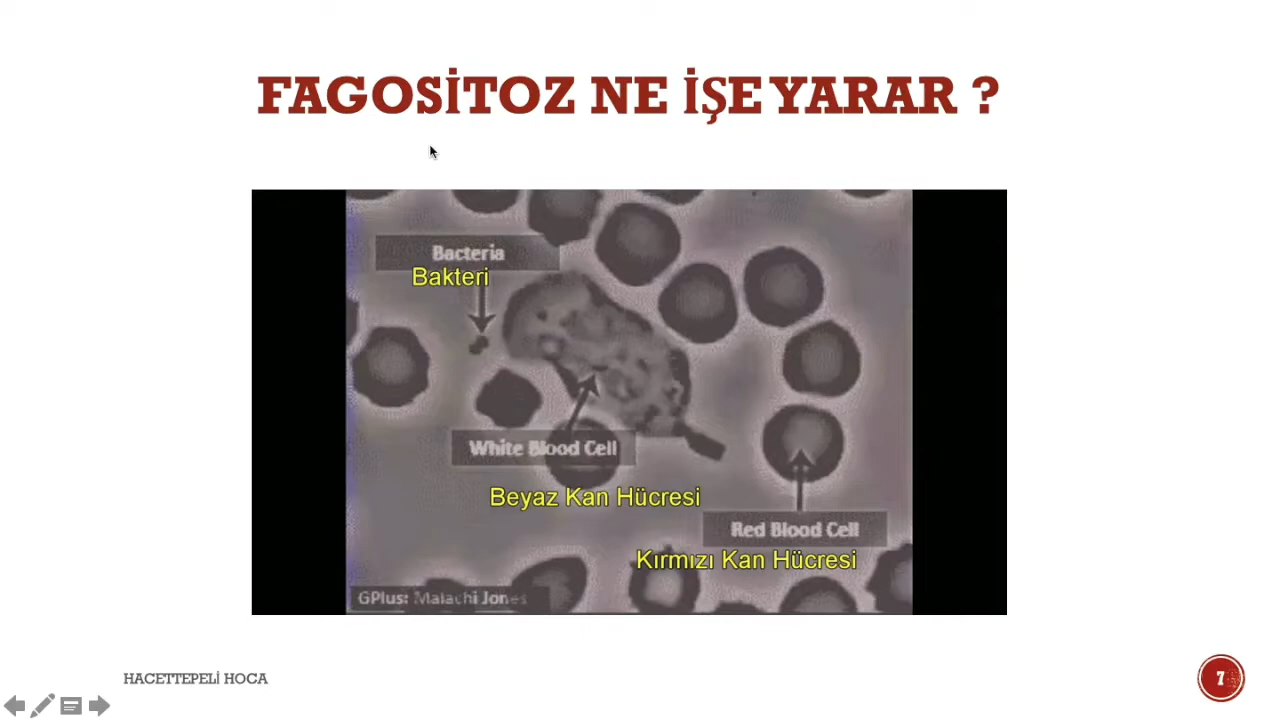 FAGOSİTOZ NE İŞE YARAR ?
Bacteria
Bakteri
White Blood Cell
Beyaz Kan Hücresi
Red Blood Cell
Kırmızı Kan Hücresi
GPlus: Malachi Jones
HACETTEPELİ HOCA
7